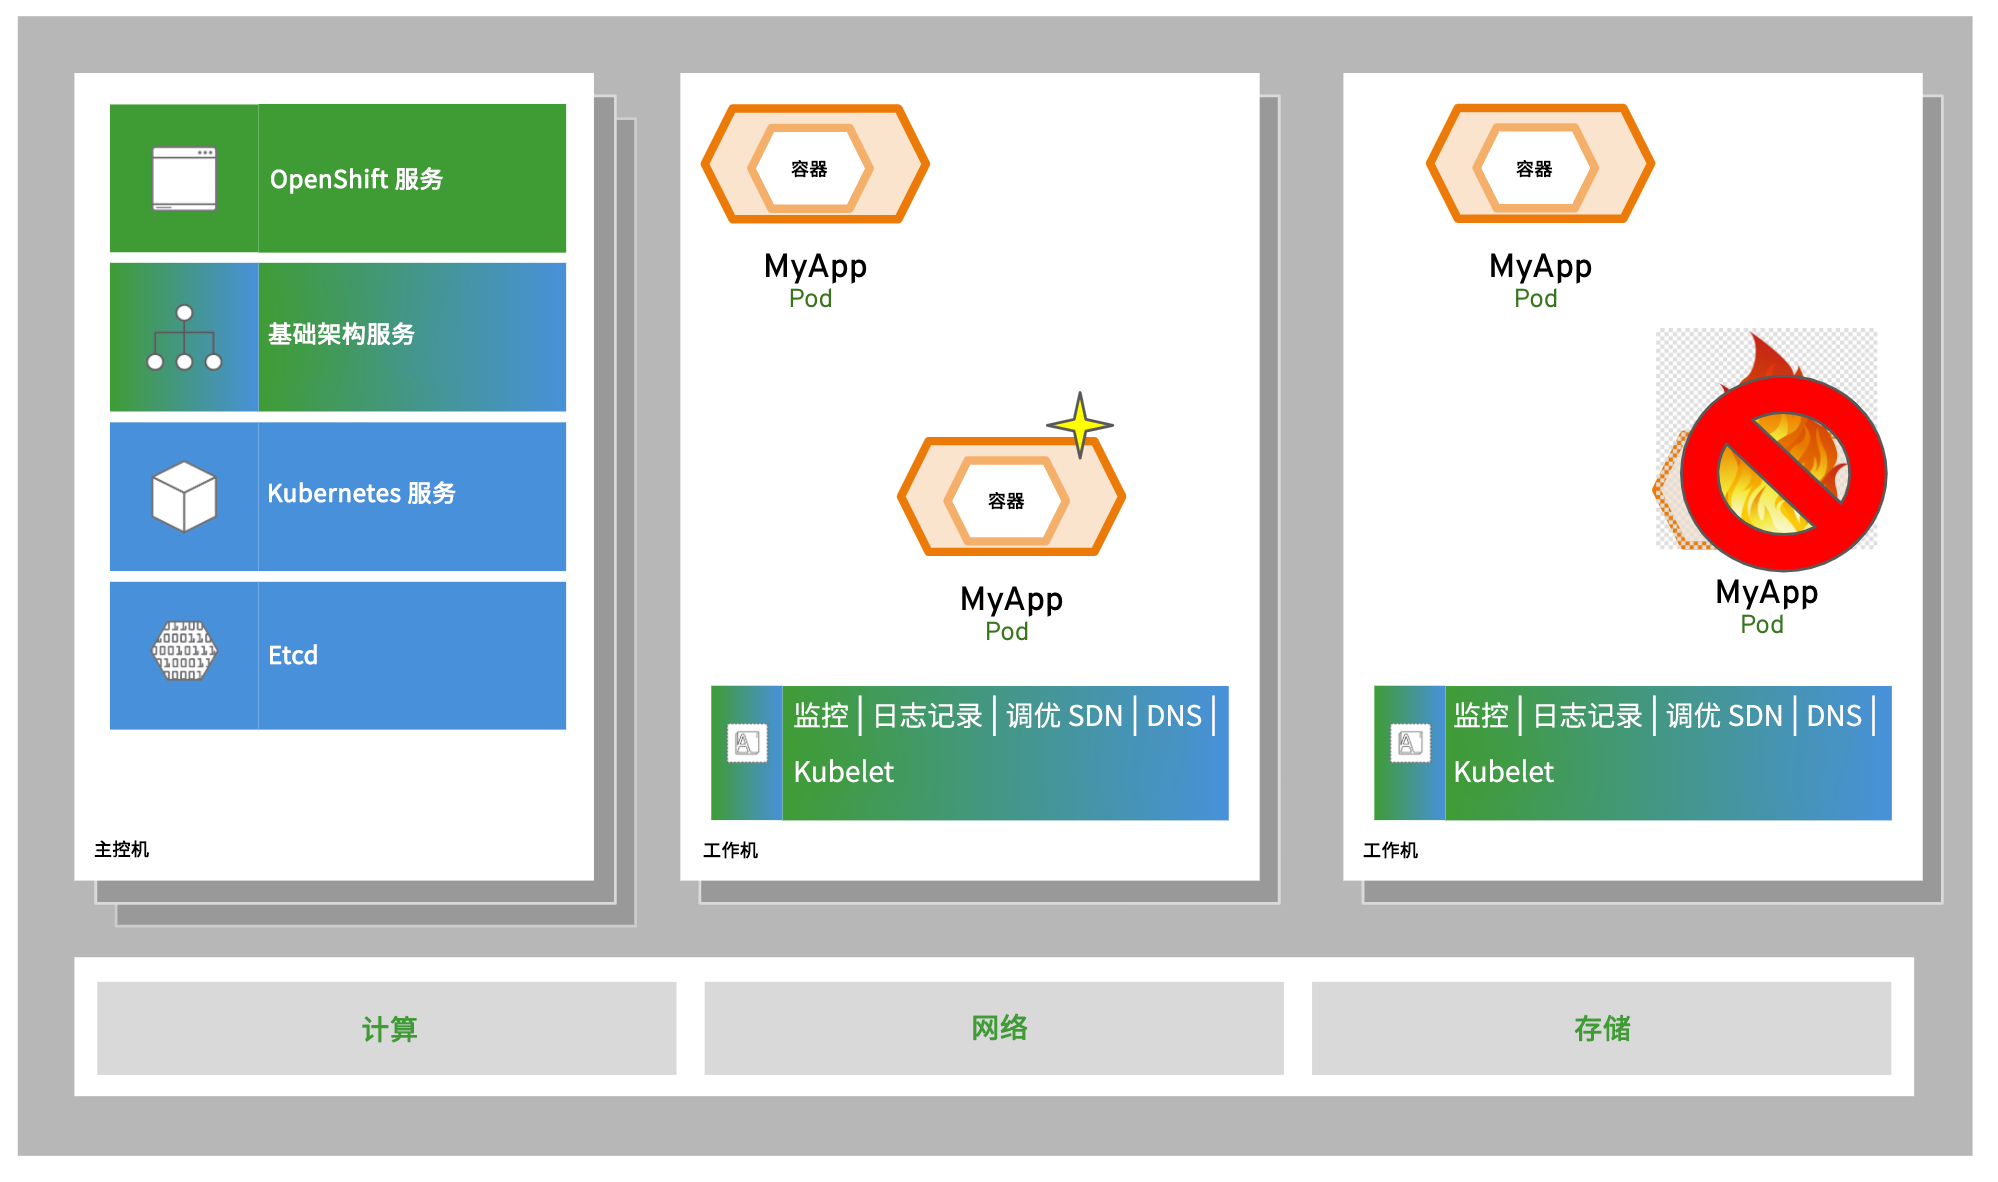 OpenShift 服务
基础架构服务
Kubernetes 服务
Etcd
主控机
容器
MyApp
Pod
容器
MyApp
Pod
监控 | 日志记录 | 调优 SDN | DNS |
Kubelet
工作机
容器
MyApp
Pod
MyApp
Pod
监控 | 日志记录 | 调优 SDN | DNS |
Kubelet
工作机
计算
网络
存储